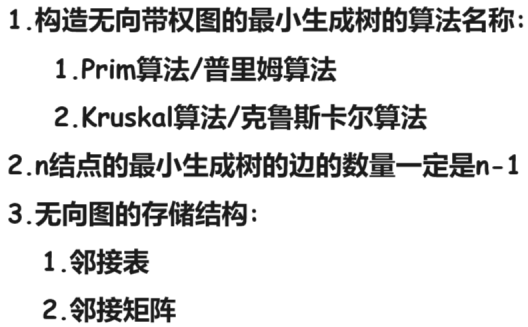 1.构造无向带权图的最小生成树的算法名称:
1.Prim算法/普里姆算法
2.Kruskal算法/克鲁斯卡尔算法
2.n结点的最小生成树的边的数量一定是n-1
3.无向图的存储结构:
1.邻接表
2.邻接矩阵